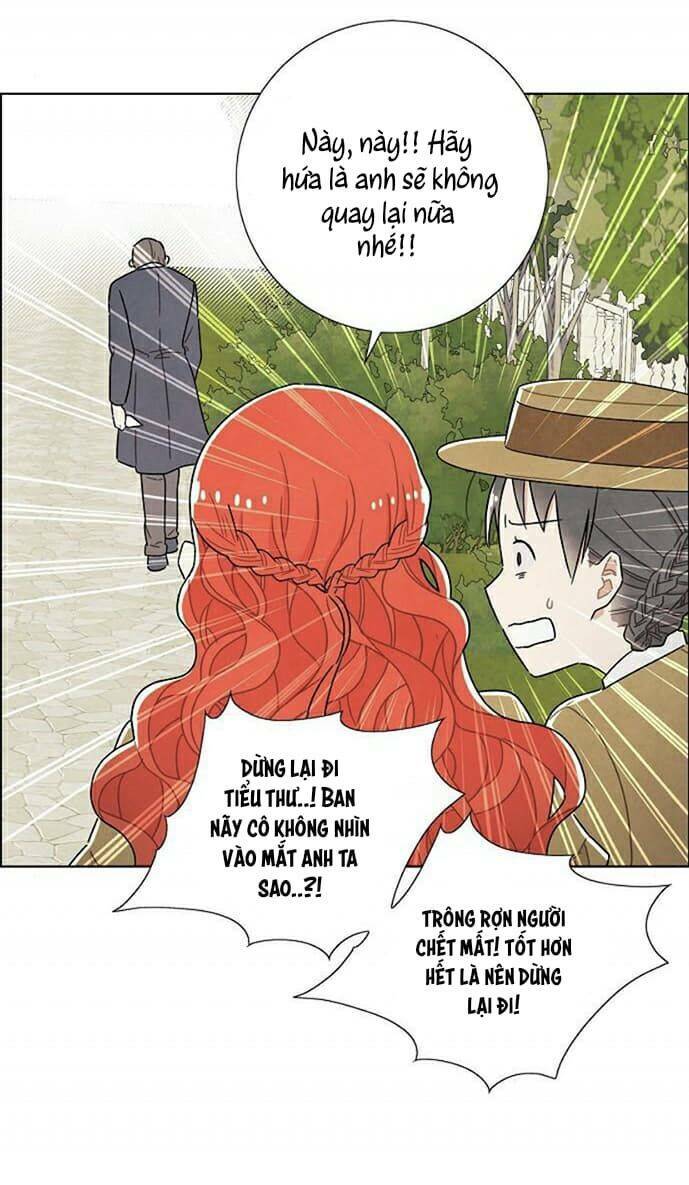 Này, này!! Hãy
hứa là anh sẽ không
quay lại nữa
nhé!!
DỪNG LẠI ĐI
TIỂU THƯ..! BAN
NÃY CÔ KHÔNG NHÌN
VÀO MẮT ANH TA
SAO..?!
TRÔNG RỢN NGƯỜI
CHẾT MẤT! TỐT HƠN
HẾT LÀ NÊN DỪNG
LẠI ĐI!